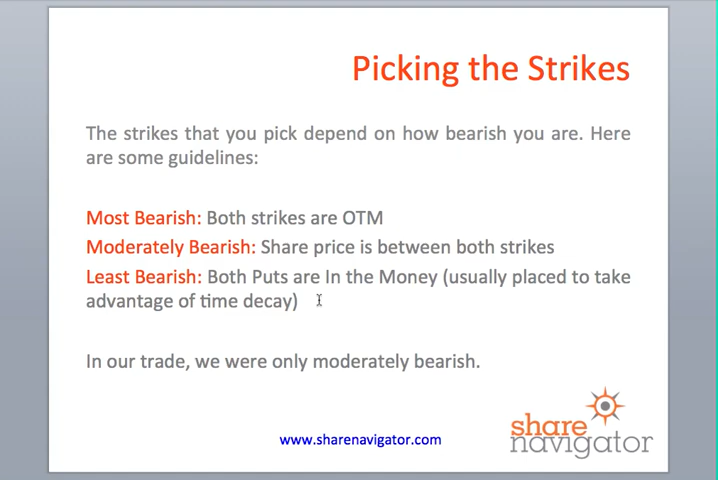 Picking the Strikes
The strikes that you pick depend on how bearish you are. Here
are some guidelines:
Most Bearish: Both strikes are OTM
Moderately Bearish: Share price is between both strikes
Least Bearish: Both Puts are In the Money (usually placed to take
advantage of time decay)
In our trade, we were only moderately bearish.
www.sharenavigator.com
share
navigator